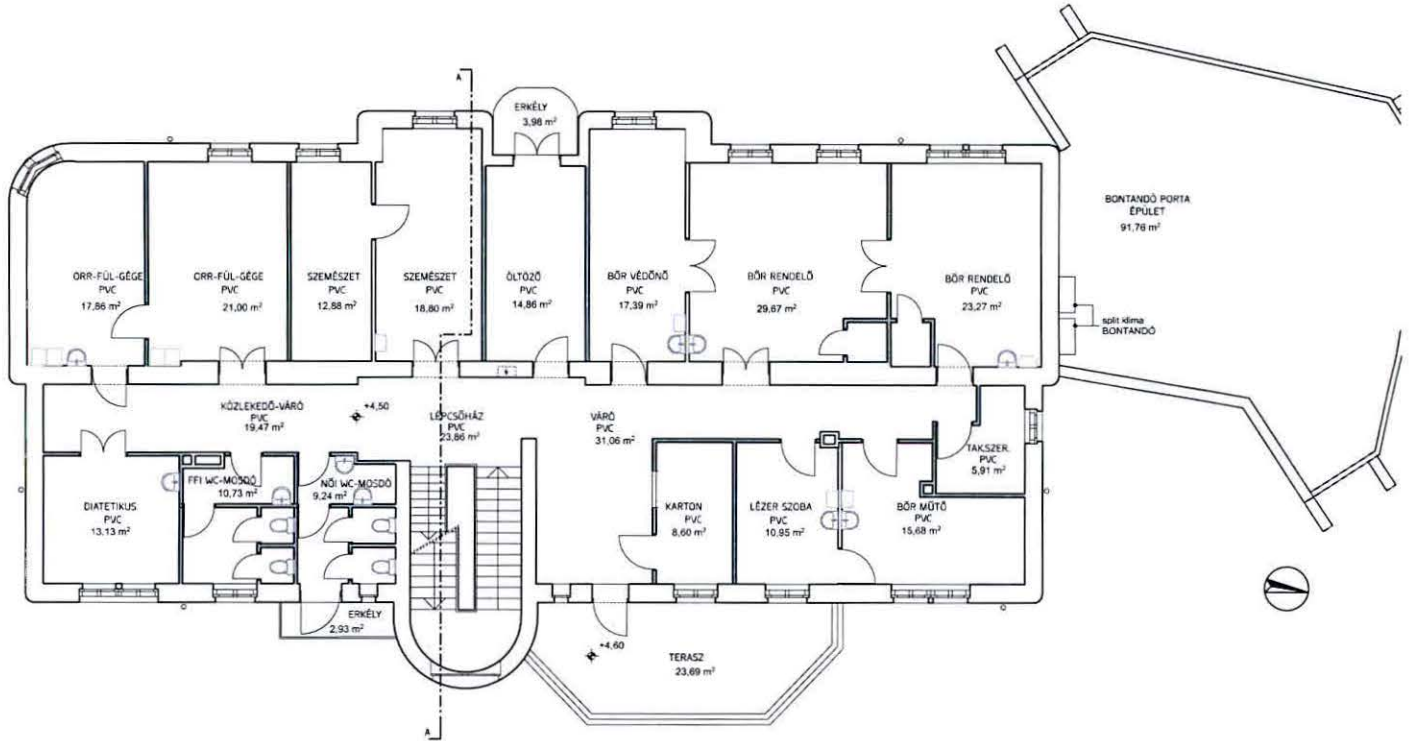 A
ERKÉLY
3,98 m²
ORR-FÜL-GÉGE
PVC
17,86 m²
ORR-FÜL-GÉGE
PVC
21,00 m²
SZEMÉSZET
PVC
12,88 m²
SZEMÉSZET
PVC
18,80 m²
ÖLTÖZŐ
PVC
14,86 m²
BŐR VÉDŐNŐ
PVC
17,39 m²
BŐR RENDELŐ
PVC
29,67 m²
BŐR RENDELŐ
PVC
23,27 m²
BONTANDÓ PORTA
ÉPÜLET
91,76 m²
split klíma
BONTANDÓ
KÖZLEKEDŐ-VÁRÓ
PVC
19,47 m²
+4,50
LÉPCSŐHÁZ
PVC
23,86 m²
VÁRÓ
PVC
31,06 m²
TAK.SZER.
PVC
5,91 m²
DIATETIKUS
PVC
13,13 m²
FFI WC-MOSDÓ
10,73 m²
NŐI WC-MOSDÓ
9,24 m²
KARTON
PVC
8,60 m²
LÉZER SZOBA
PVC
10,95 m²
BŐR MŰTŐ
PVC
15,68 m²
ERKÉLY
2,93 m²
+4,60
TERASZ
23,69 m²
A